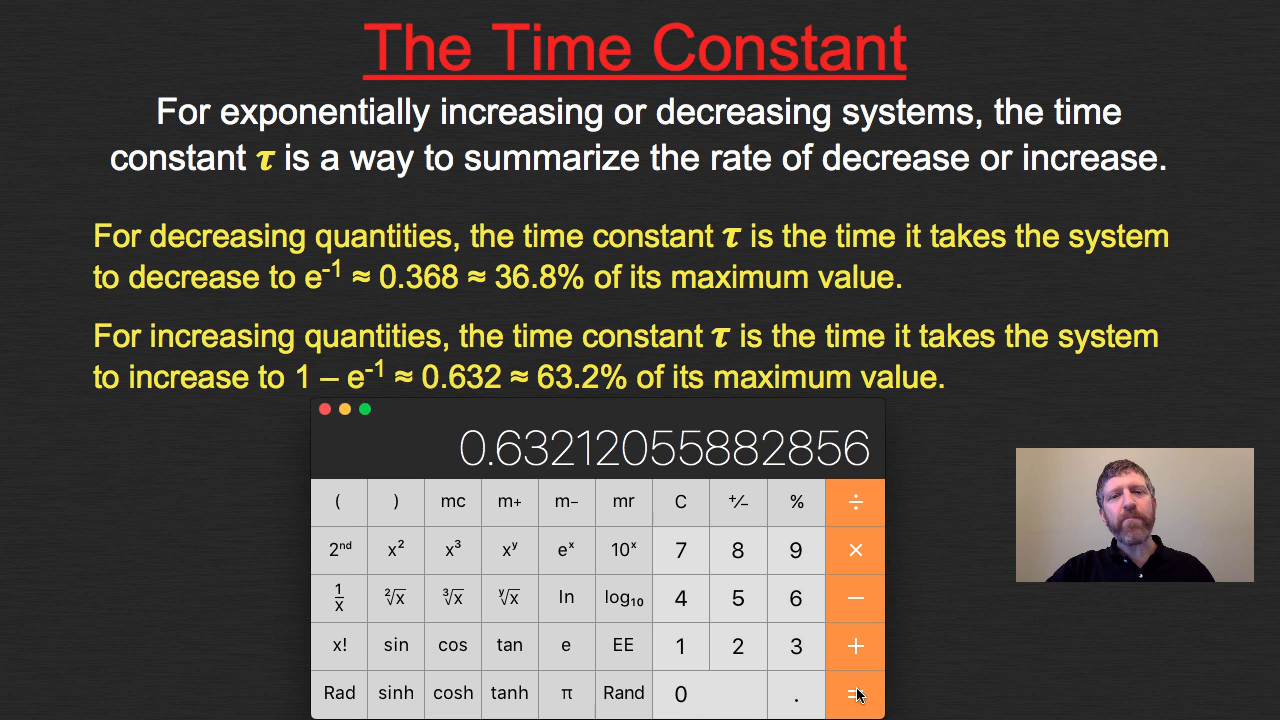 The Time Constant
For exponentially increasing or decreasing systems, the time
constant τ is a way to summarize the rate of decrease or increase.
For decreasing quantities, the time constant τ is the time it takes the system
to decrease to e⁻¹ ≈ 0.368 ≈ 36.8% of its maximum value.
For increasing quantities, the time constant τ is the time it takes the system
to increase to 1 – e⁻¹ ≈ 0.632 ≈ 63.2% of its maximum value.
0.63212055882856
( ) mc m+ m− mr C ⁺∕₋ % ÷
2ⁿᵈ x² x³ xʸ eˣ 10ˣ 7 8 9 ×
1/x ²√x ³√x ʸ√x ln log₁₀ 4 5 6 −
x! sin cos tan e EE 1 2 3 +
Rad sinh cosh tanh π Rand 0 . =